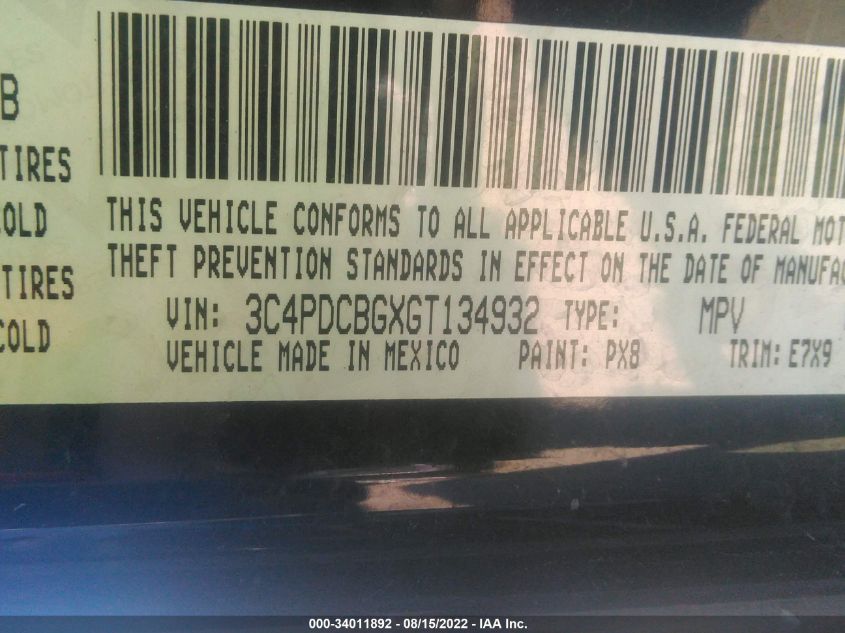 B
TIRES
COLD
TIRES
COLD
THIS VEHICLE CONFORMS TO ALL APPLICABLE U.S.A. FEDERAL MOT
THEFT PREVENTION STANDARDS IN EFFECT ON THE DATE OF MANUFAC
VIN: 3C4PDCBGXGT134932 TYPE: MPV
VEHICLE MADE IN MEXICO PAINT: PX8 TRIM: E7X9
000-34011892 - 08/15/2022 - IAA Inc.